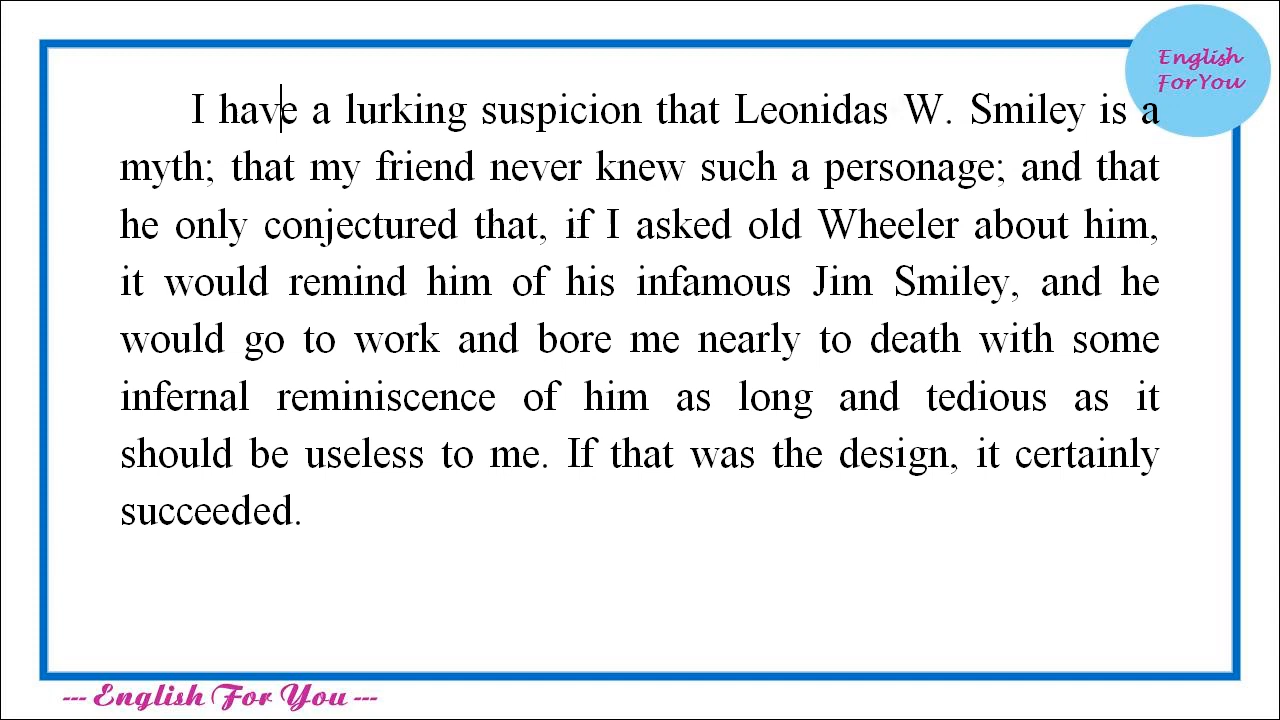 English
ForYou
I have a lurking suspicion that Leonidas W. Smiley is a
myth; that my friend never knew such a personage; and that
he only conjectured that, if I asked old Wheeler about him,
it would remind him of his infamous Jim Smiley, and he
would go to work and bore me nearly to death with some
infernal reminiscence of him as long and tedious as it
should be useless to me. If that was the design, it certainly
succeeded.
--- English For You ---